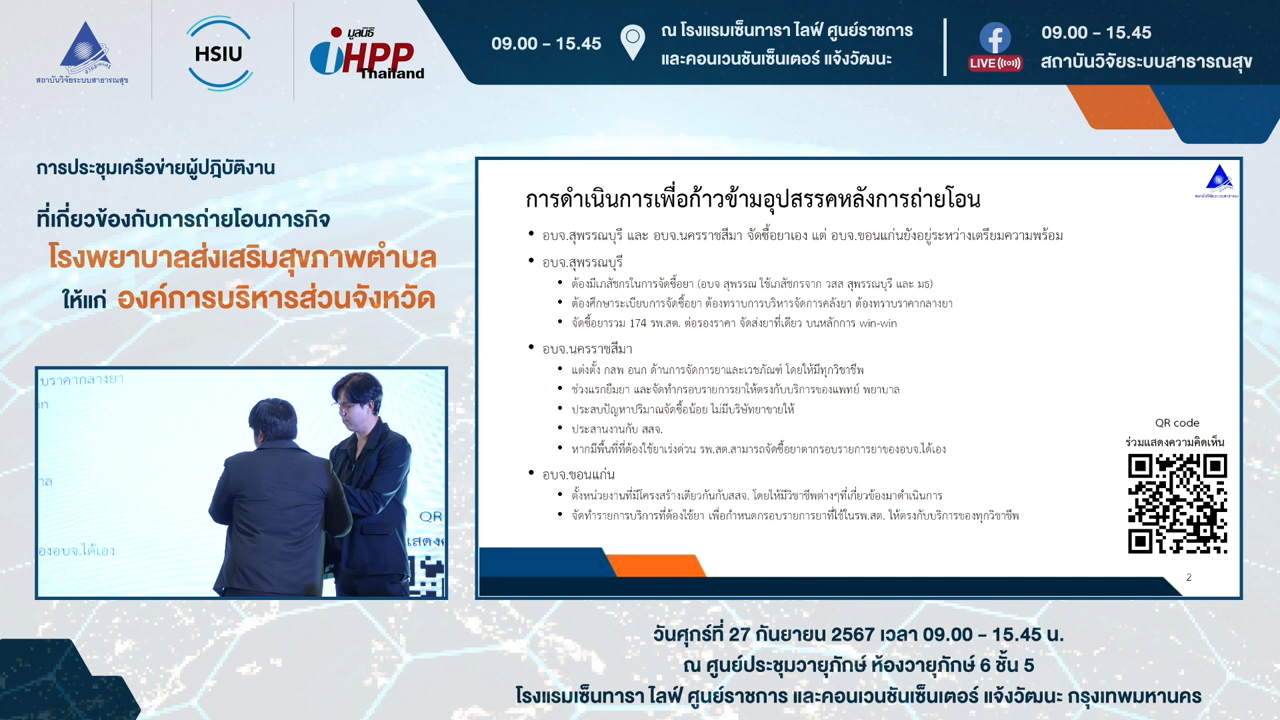 สถาบันวิจัยระบบสาธารณสุข
HSIU
มูลนิธิ
iHPP
Thailand
09.00 - 15.45
ณ โรงแรมเซ็นทารา ไลฟ์ ศูนย์ราชการ
และคอนเวนชันเซ็นเตอร์ แจ้งวัฒนะ
LIVE
09.00 - 15.45
สถาบันวิจัยระบบสาธารณสุข
การประชุมเครือข่ายผู้ปฏิบัติงาน
ที่เกี่ยวข้องกับการถ่ายโอนภารกิจ
โรงพยาบาลส่งเสริมสุขภาพตำบล
ให้แก่ องค์การบริหารส่วนจังหวัด
บราคากลางยา
QR
องอบจ.ได้เอง
การดำเนินการเพื่อก้าวข้ามอุปสรรคหลังการถ่ายโอน
• อบจ.สุพรรณบุรี และ อบจ.นครราชสีมา จัดซื้อยาเอง แต่ อบจ.ขอนแก่นยังอยู่ระหว่างเตรียมความพร้อม
• อบจ.สุพรรณบุรี
• ต้องมีเภสัชกรในการจัดซื้อยา (อบจ สุพรรณ ใช้เภสัชกรจาก วสส สุพรรณบุรี และ มธ)
• ต้องศึกษาระเบียบการจัดซื้อยา ต้องทราบการบริหารจัดการคลังยา ต้องทราบราคากลางยา
• จัดซื้อยารวม 174 รพ.สต. ต่อรองราคา จัดส่งยาที่เดียว บนหลักการ win-win
• อบจ.นครราชสีมา
• แต่งตั้ง กสพ อนก ด้านการจัดการยาและเวชภัณฑ์ โดยให้มีทุกวิชาชีพ
• ช่วงแรกยืมยา และจัดทำกรอบรายการยาให้ตรงกับบริการของแพทย์ พยาบาล
• ประสบปัญหาปริมาณจัดซื้อน้อย ไม่มีบริษัทยาขายให้
• ประสานงานกับ สสจ.
• หากมีพื้นที่ที่ต้องใช้ยาเร่งด่วน รพ.สต.สามารถจัดซื้อยาตากรอบรายการยาของอบจ.ได้เอง
• อบจ.ขอนแก่น
• ตั้งหน่วยงานที่มีโครงสร้างเดียวกันกับสสจ. โดยให้มีวิชาชีพต่างๆที่เกี่ยวข้องมาดำเนินการ
• จัดทำรายการบริการที่ต้องใช้ยา เพื่อกำหนดกรอบรายการยาที่ใช้ในรพ.สต. ให้ตรงกับบริการของทุกวิชาชีพ
QR code
ร่วมแสดงความคิดเห็น
2
วันศุกร์ที่ 27 กันยายน 2567 เวลา 09.00 - 15.45 น.
ณ ศูนย์ประชุมวายุภักษ์ ห้องวายุภักษ์ 6 ชั้น 5
โรงแรมเซ็นทารา ไลฟ์ ศูนย์ราชการ และคอนเวนชันเซ็นเตอร์ แจ้งวัฒนะ กรุงเทพมหานคร